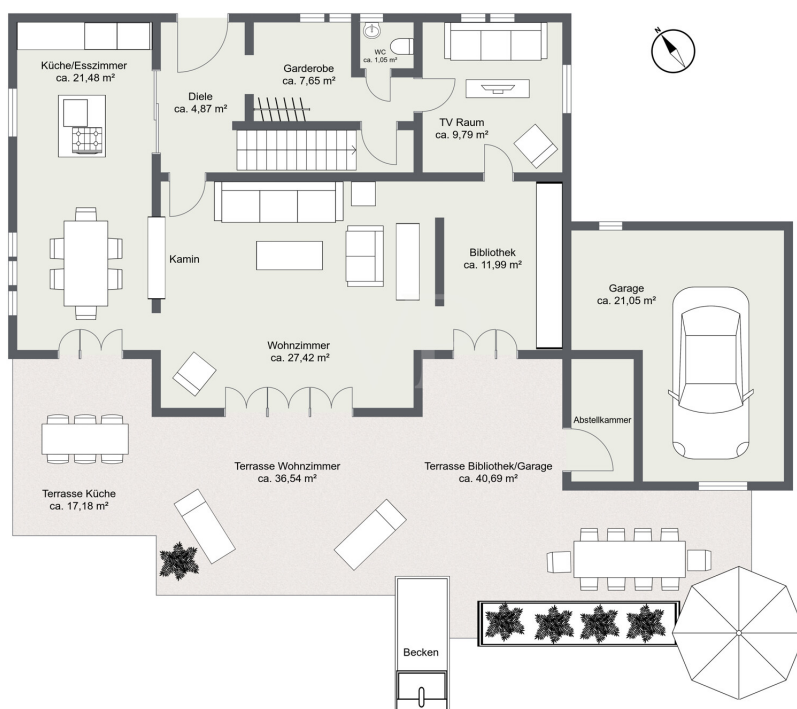 Küche/Esszimmer
ca. 21,48 m²
Diele
ca. 4,87 m²
Garderobe
ca. 7,65 m²
WC
ca. 1,05 m²
TV Raum
ca. 9,79 m²
N
Kamin
Bibliothek
ca. 11,99 m²
Wohnzimmer
ca. 27,42 m²
Garage
ca. 21,05 m²
Abstellkammer
Terrasse Küche
ca. 17,18 m²
Terrasse Wohnzimmer
ca. 36,54 m²
Terrasse Bibliothek/Garage
ca. 40,69 m²
Becken